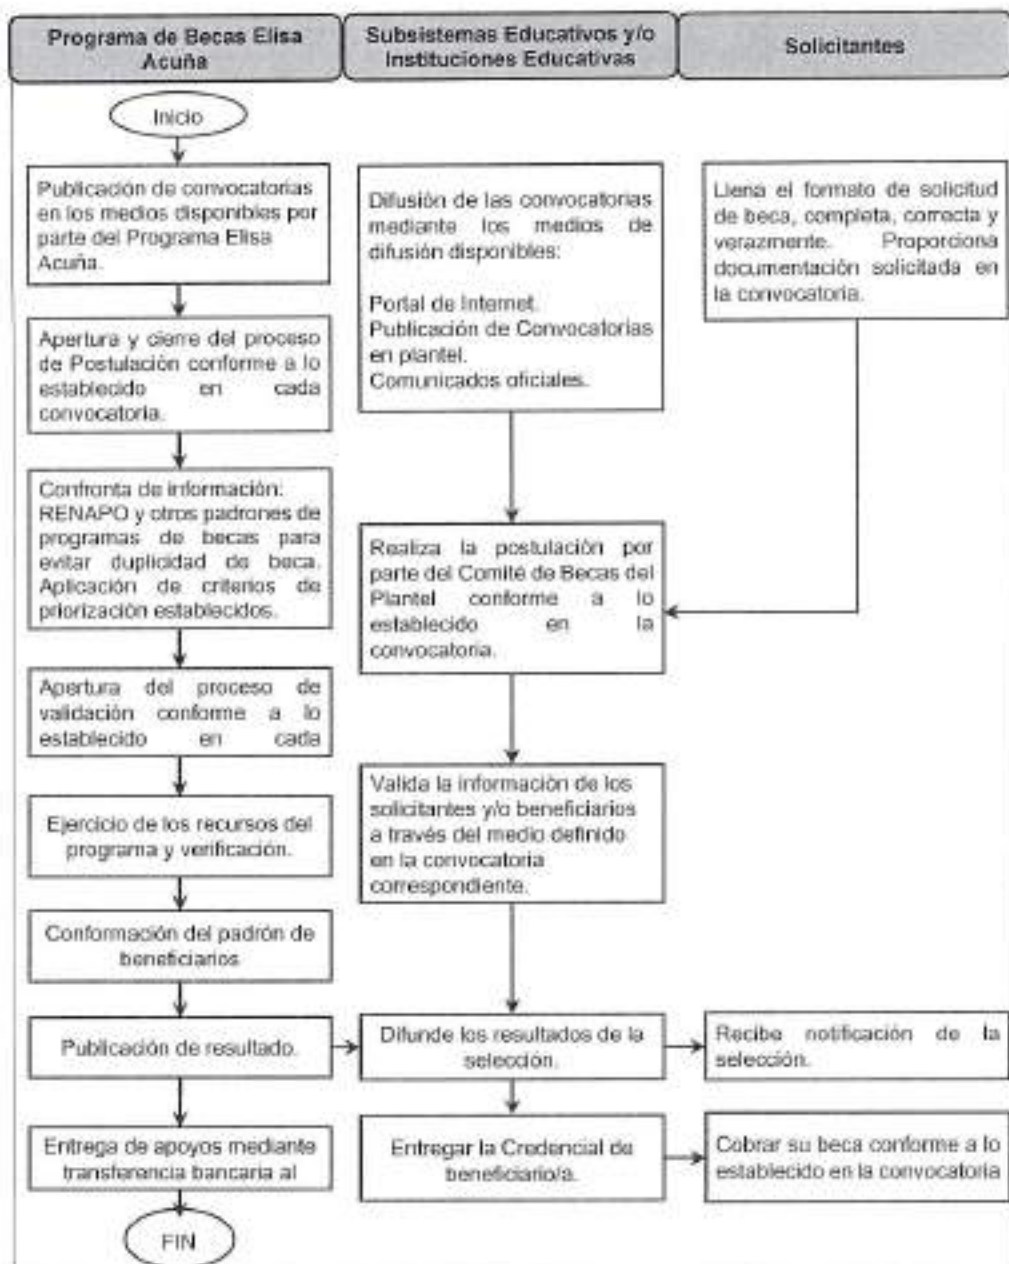 Programa de Becas Elisa
Acuña
Subsistemas Educativos y/o
Instituciones Educativas
Solicitantes
Inicio
Publicación de convocatorias
en los medios disponibles por
parte del Programa Elisa
Acuña.
Apertura y cierre del proceso
de Postulación conforme a lo
establecido en cada
convocatoria.
Confronta de información:
RENAPO y otros padrones de
programas de becas para
evitar duplicidad de beca.
Aplicación de criterios de
priorización establecidos.
Apertura del proceso de
validación conforme a lo
establecido en cada
Ejercicio de los recursos del
programa y verificación.
Conformación del padrón de
beneficiarios
Publicación de resultado.
Entrega de apoyos mediante
transferencia bancaria al
FIN
Difusión de las convocatorias
mediante los medios de
difusión disponibles:
Portal de Internet.
Publicación de Convocatorias
en plantel.
Comunicados oficiales.
Realiza la postulación por
parte del Comité de Becas del
Plantel conforme a lo
establecido en la
convocatoria.
Valida la información de los
solicitantes y/o beneficiarios
a través del medio definido
en la convocatoria
correspondiente.
Difunde los resultados de la
selección.
Entregar la Credencial de
beneficiario/a.
Llena el formato de solicitud
de beca, completa, correcta y
verazmente. Proporciona
documentación solicitada en
la convocatoria.
Recibe notificación de la
selección.
Cobrar su beca conforme a lo
establecido en la convocatoria